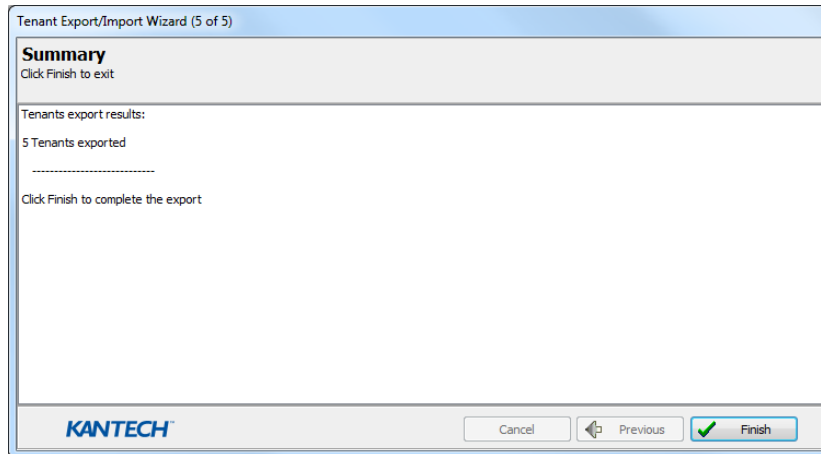 Tenant Export/Import Wizard (5 of 5)
Summary
Click Finish to exit
Tenants export results:
5 Tenants exported
----------------------------
Click Finish to complete the export
KANTECH™
Cancel
Previous
Finish